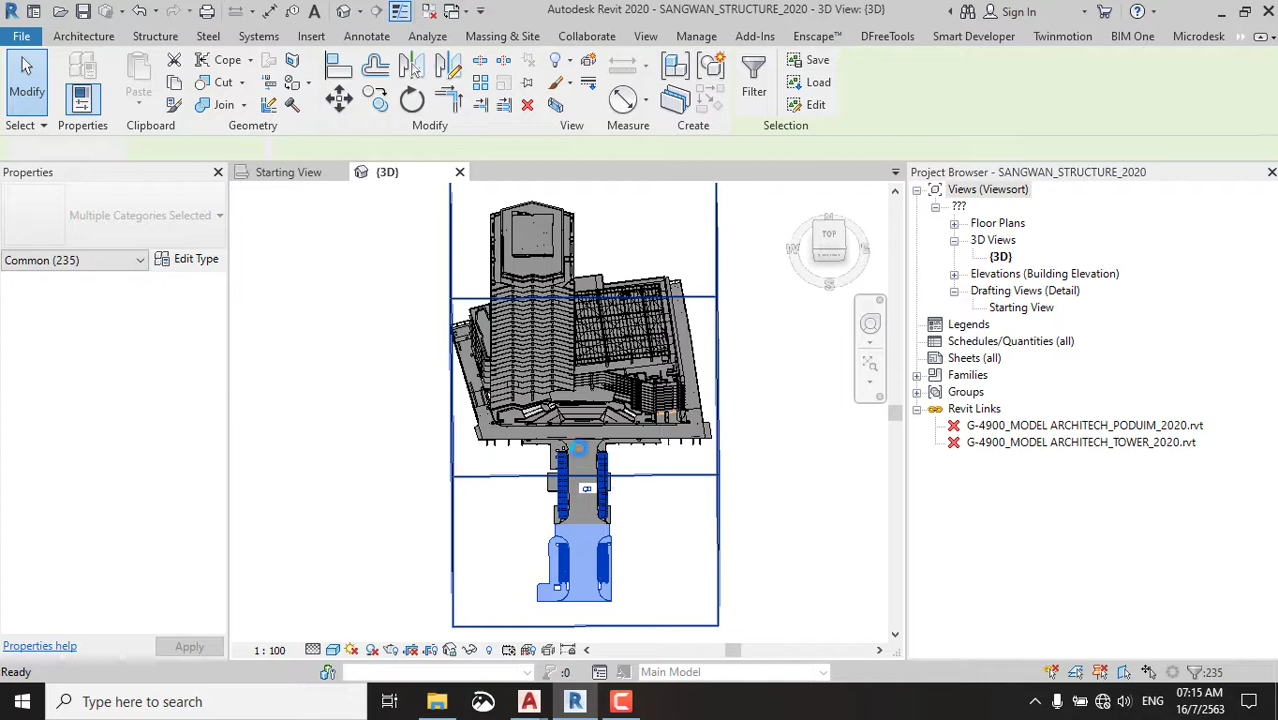 Autodesk Revit 2020 - SANGWAN_STRUCTURE_2020 - 3D View: {3D}
Sign In
File Architecture Structure Steel Systems Insert Annotate Analyze Massing & Site Collaborate View Manage Add-Ins Enscape™ DFreeTools Smart Developer Twinmotion BIM One Microdesk
Modify Paste Cope Cut Join Filter Save Load Edit
Select Properties Clipboard Geometry Modify View Measure Create Selection
Properties
Starting View {3D}
Project Browser - SANGWAN_STRUCTURE_2020
Multiple Categories Selected
Common (235) Edit Type
TOP
Views (Viewsort)
???
Floor Plans
3D Views
{3D}
Elevations (Building Elevation)
Drafting Views (Detail)
Starting View
Legends
Schedules/Quantities (all)
Sheets (all)
Families
Groups
Revit Links
G-4900_MODEL ARCHITECH_PODUIM_2020.rvt
G-4900_MODEL ARCHITECH_TOWER_2020.rvt
Properties help Apply
1 : 100
Ready :0 Main Model :235
Type here to search
ENG
07:15 AM
16/7/2563